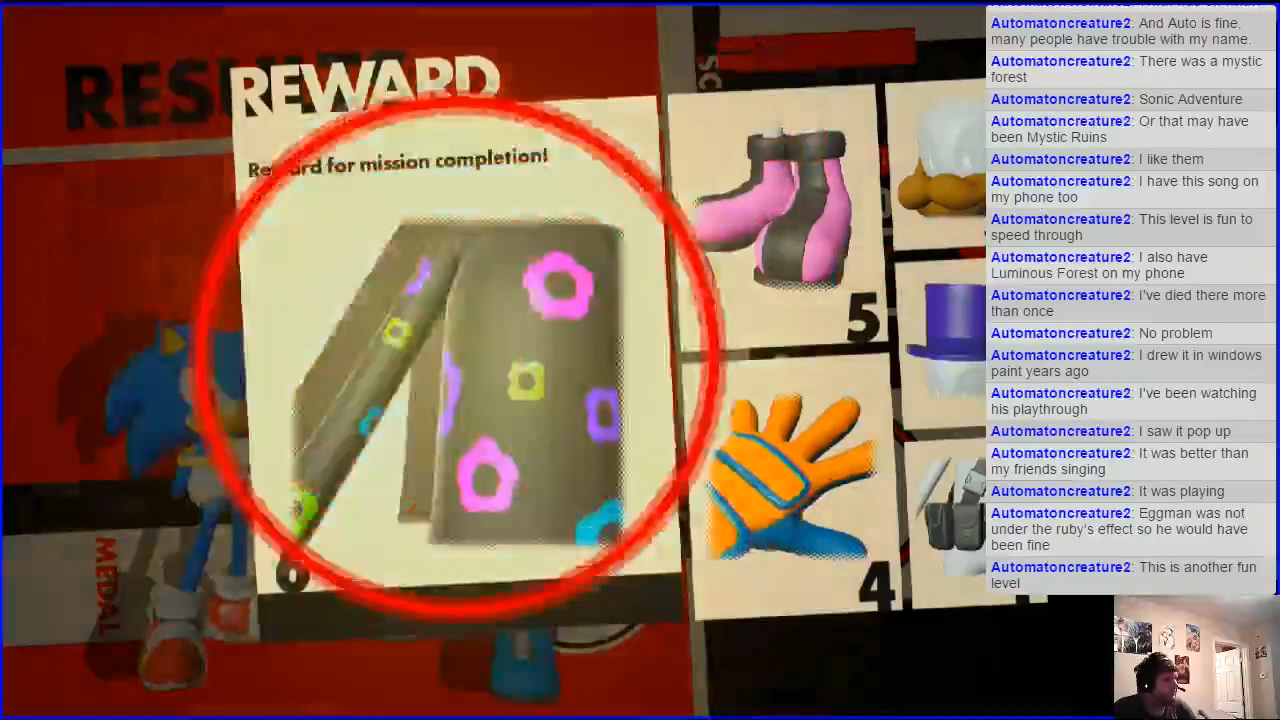 RESULT
REWARD
Reward for mission completion!
6
SC
5
4
MEDAL
Automatoncreature2: And Auto is fine,
many people have trouble with my name.
Automatoncreature2: There was a mystic
forest
Automatoncreature2: Sonic Adventure
Automatoncreature2: Or that may have
been Mystic Ruins
Automatoncreature2: I like them
Automatoncreature2: I have this song on
my phone too
Automatoncreature2: This level is fun to
speed through
Automatoncreature2: I also have
Luminous Forest on my phone
Automatoncreature2: I've died there more
than once
Automatoncreature2: No problem
Automatoncreature2: I drew it in windows
paint years ago
Automatoncreature2: I've been watching
his playthrough
Automatoncreature2: I saw it pop up
Automatoncreature2: It was better than
my friends singing
Automatoncreature2: It was playing
Automatoncreature2: Eggman was not
under the ruby's effect so he would have
been fine
Automatoncreature2: This is another fun
level